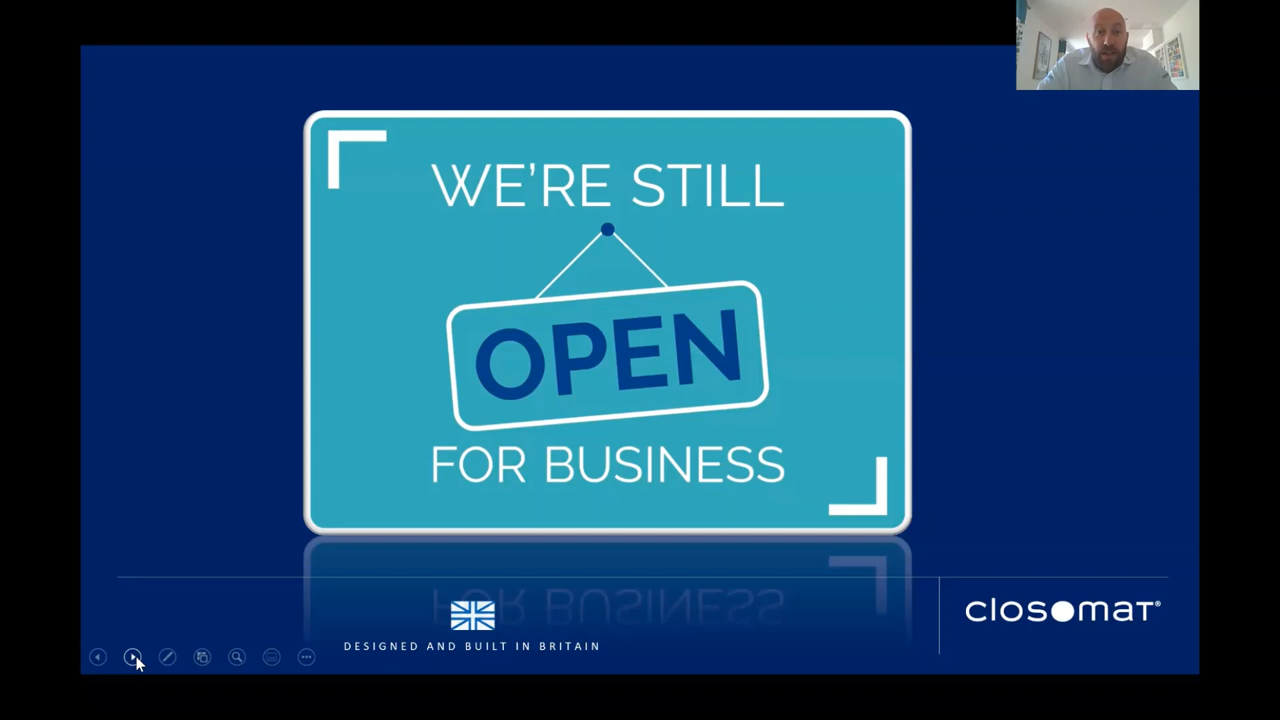 WE'RE STILL
OPEN
FOR BUSINESS
DESIGNED AND BUILT IN BRITAIN
closomat®